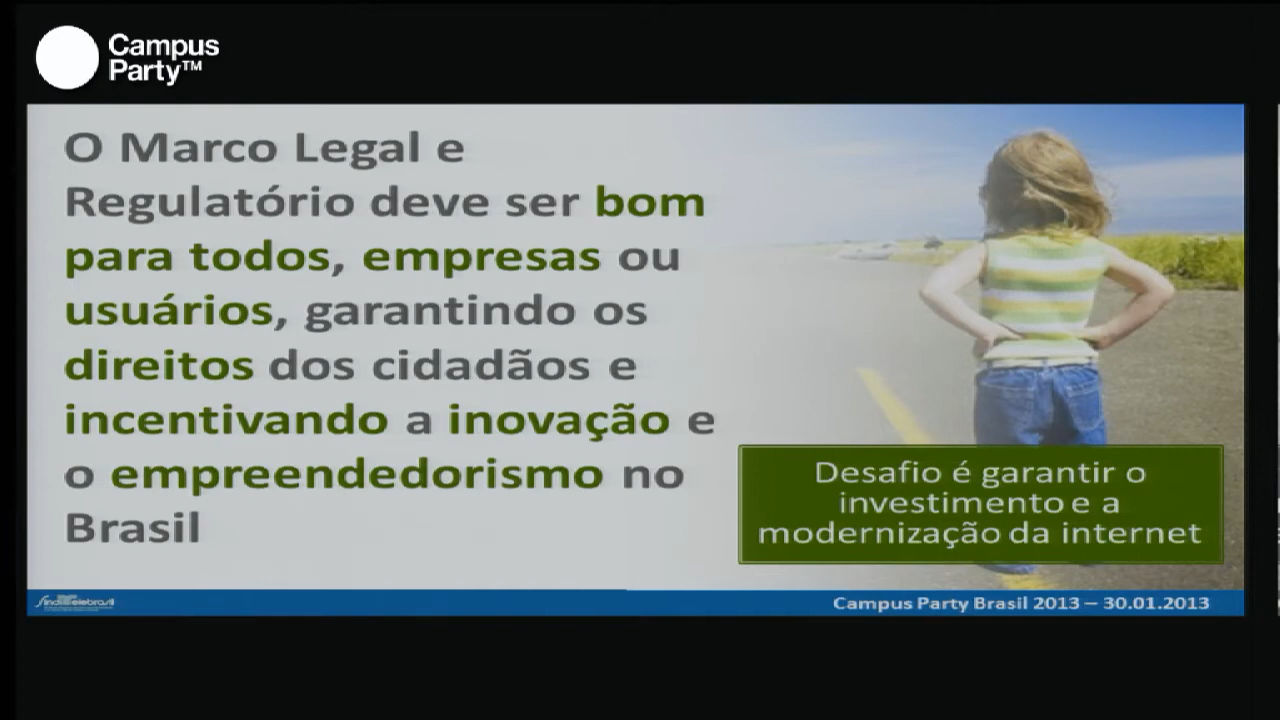 Campus
Party™
O Marco Legal e
Regulatório deve ser bom
para todos, empresas ou
usuários, garantindo os
direitos dos cidadãos e
incentivando a inovação e
o empreendedorismo no
Brasil
Desafio é garantir o
investimento e a
modernização da internet
Campus Party Brasil 2013 – 30.01.2013